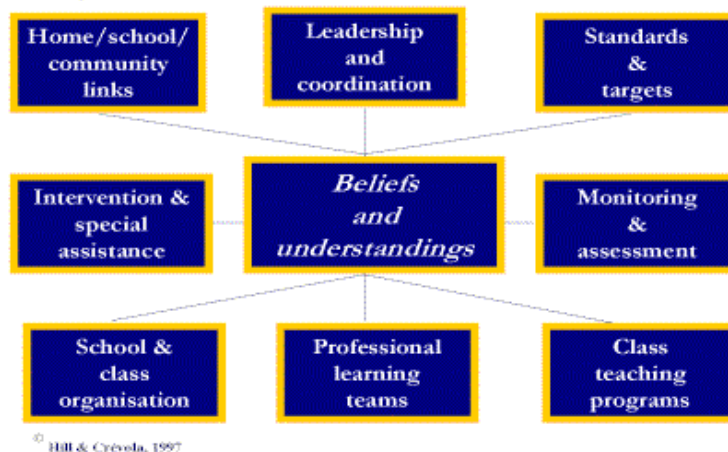 Home/school/
community
links
Leadership
and
coordination
Standards
&
targets
Intervention &
special
assistance
Beliefs
and
understandings
Monitoring
&
assessment
School &
class
organisation
Professional
learning
teams
Class
teaching
programs
© Hill & Crévola, 1997